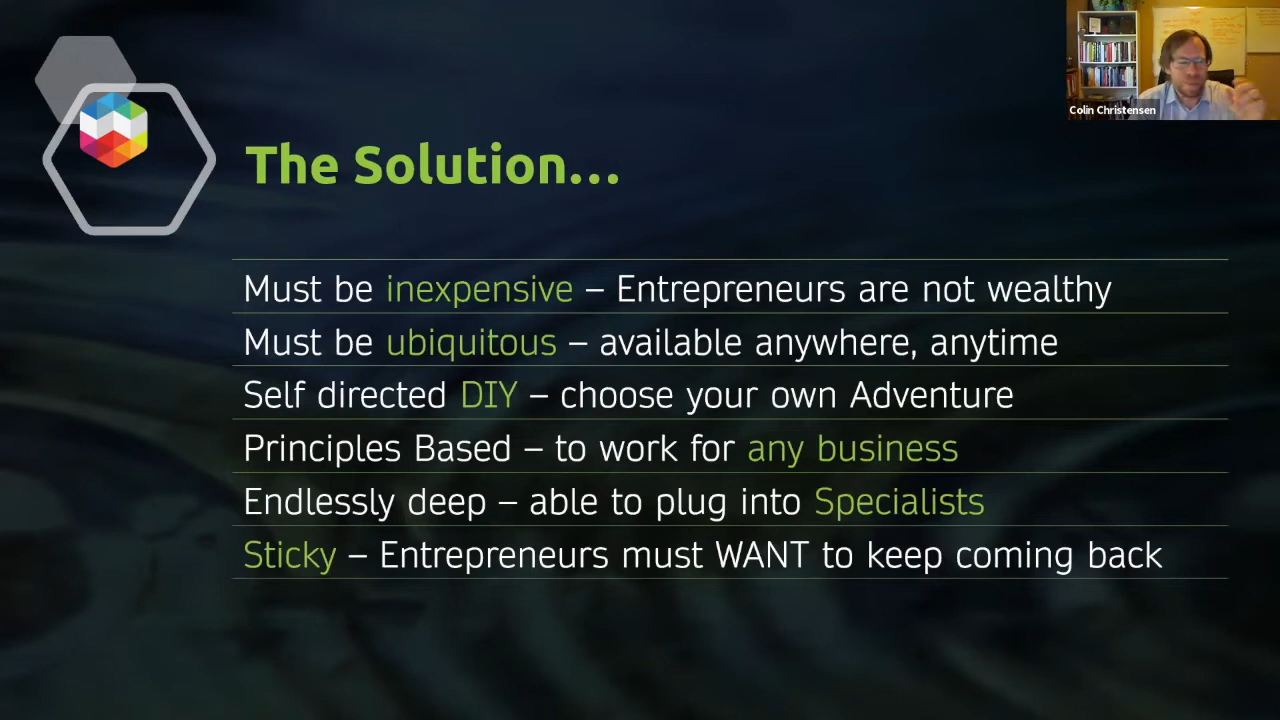 Colin Christensen
The Solution...
Must be inexpensive – Entrepreneurs are not wealthy
Must be ubiquitous – available anywhere, anytime
Self directed DIY – choose your own Adventure
Principles Based – to work for any business
Endlessly deep – able to plug into Specialists
Sticky – Entrepreneurs must WANT to keep coming back